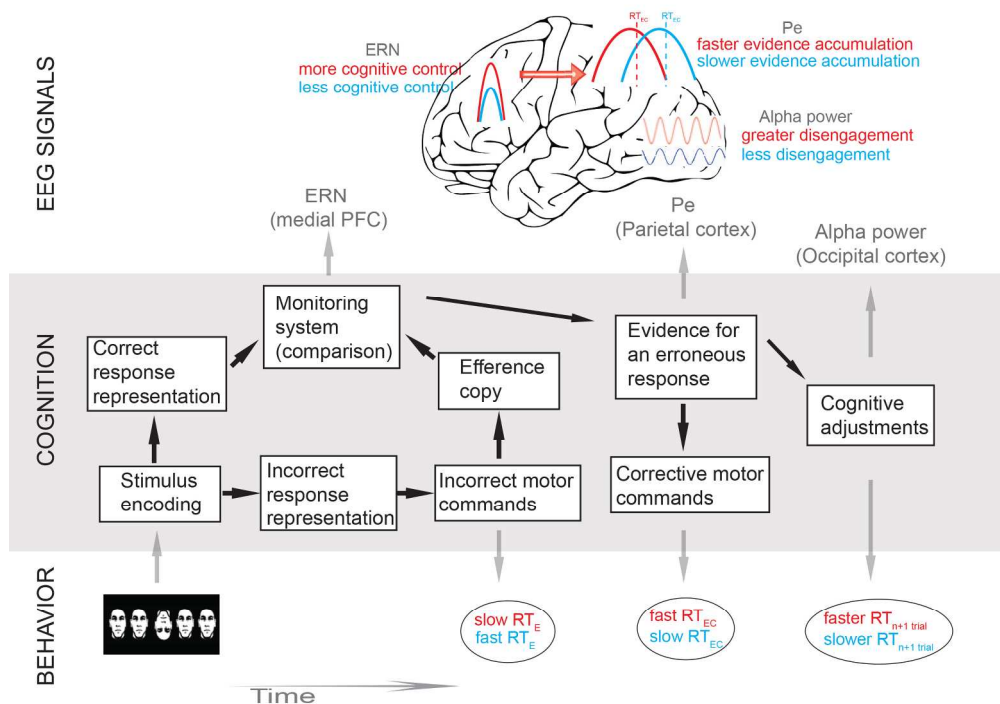 EEG SIGNALS
ERN
more cognitive control
less cognitive control
RT_EC
RT_EC
Pe
faster evidence accumulation
slower evidence accumulation
Alpha power
greater disengagement
less disengagement
ERN
(medial PFC)
Pe
(Parietal cortex)
Alpha power
(Occipital cortex)
COGNITION
Monitoring
system
(comparison)
Correct
response
representation
Efference
copy
Evidence for
an erroneous
response
Cognitive
adjustments
Stimulus
encoding
Incorrect
response
representation
Incorrect motor
commands
Corrective motor
commands
BEHAVIOR
slow RT_E
fast RT_E
fast RT_EC
slow RT_EC
faster RT_n+1 trial
slower RT_n+1 trial
Time